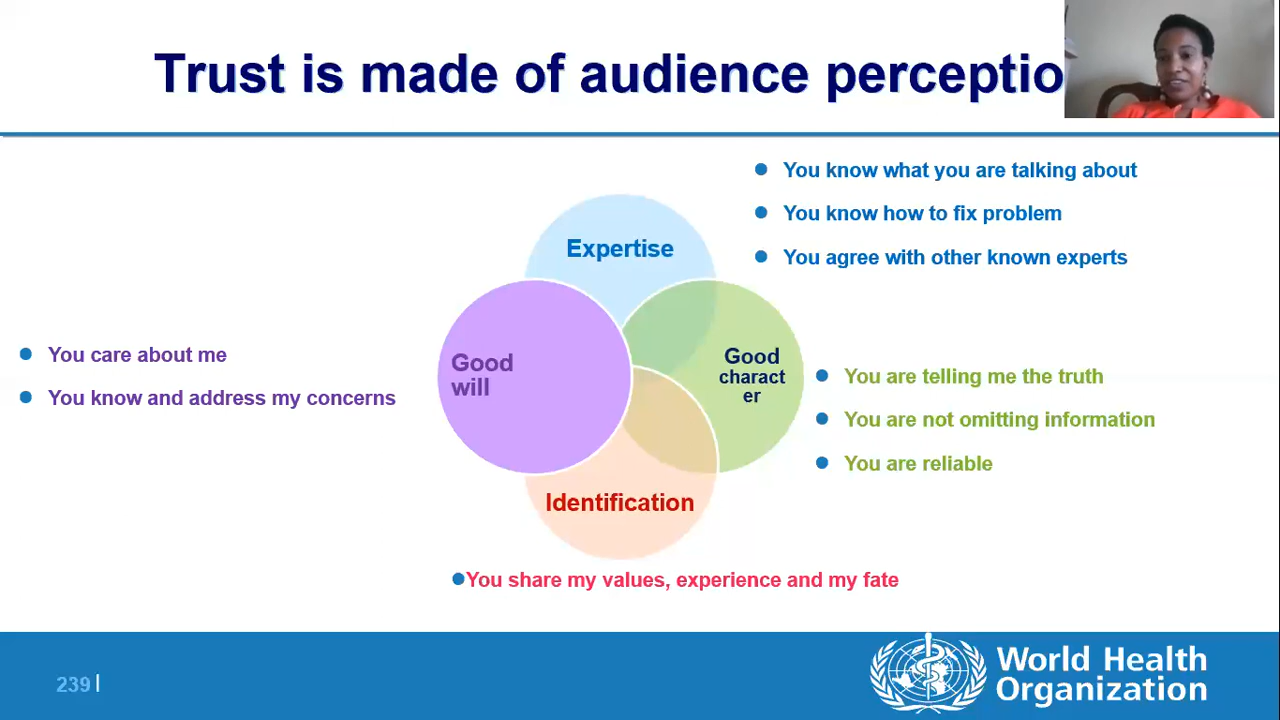 Trust is made of audience perceptio
You know what you are talking about
You know how to fix problem
You agree with other known experts
Expertise
You care about me
You know and address my concerns
Good
will
Good
charact
er
You are telling me the truth
You are not omitting information
You are reliable
Identification
You share my values, experience and my fate
239 |
World Health
Organization